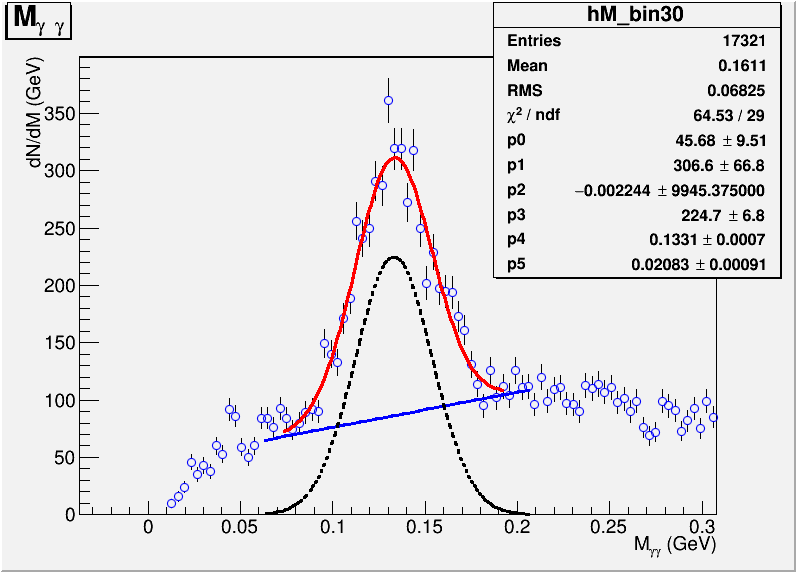 M_γ γ
hM_bin30
Entries 17321
Mean 0.1611
RMS 0.06825
χ² / ndf 64.53 / 29
p0 45.68 ± 9.51
p1 306.6 ± 66.8
p2 −0.002244 ± 9945.375000
p3 224.7 ± 6.8
p4 0.1331 ± 0.0007
p5 0.02083 ± 0.00091
dN/dM (GeV)
350
300
250
200
150
100
50
0
0 0.05 0.1 0.15 0.2 0.25 0.3
M_γγ (GeV)